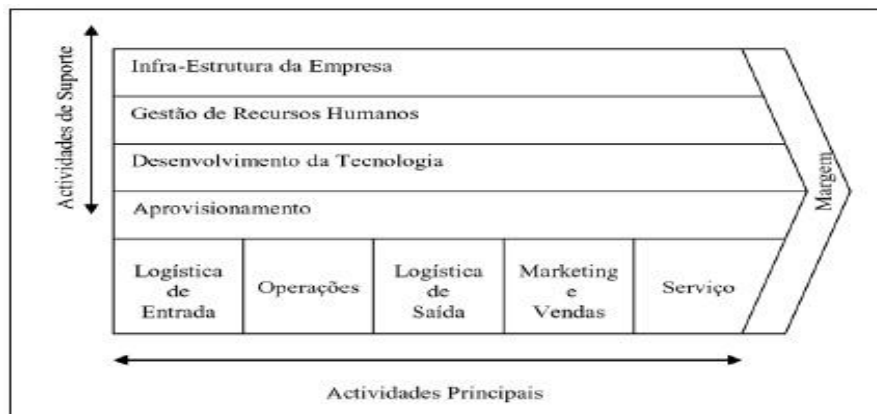 Actividades de Suporte
Infra-Estrutura da Empresa
Gestão de Recursos Humanos
Desenvolvimento da Tecnologia
Aprovisionamento
Margem
Logística
de
Entrada
Operações
Logística
de
Saída
Marketing
e
Vendas
Serviço
Actividades Principais